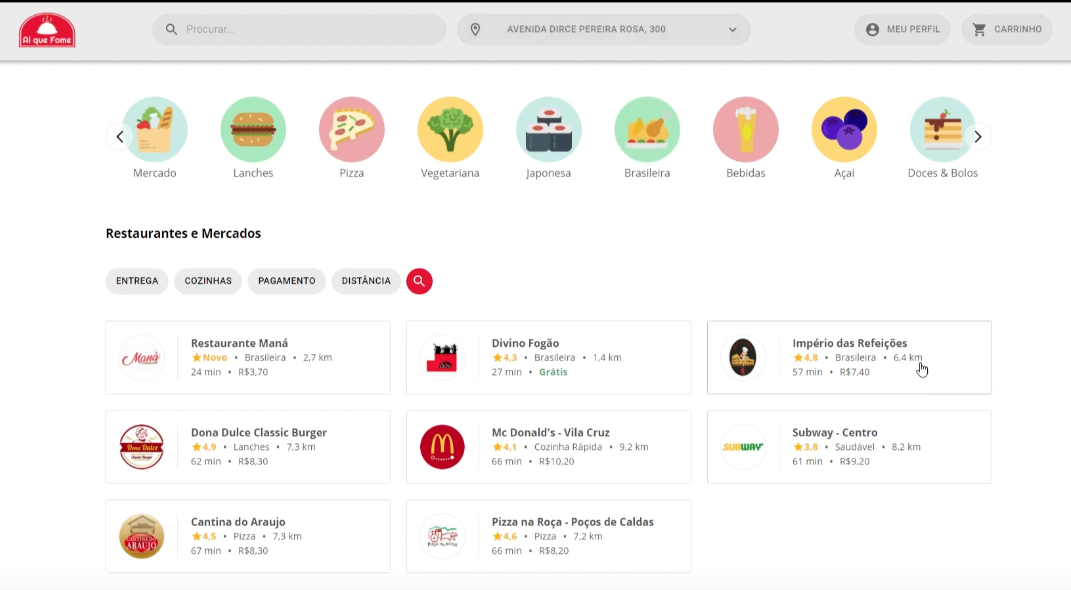 Ai que Fome
Procurar...
AVENIDA DIRCE PEREIRA ROSA, 300
MEU PERFIL
CARRINHO
Mercado
Lanches
Pizza
Vegetariana
Japonesa
Brasileira
Bebidas
Açai
Doces & Bolos
Restaurantes e Mercados
ENTREGA
COZINHAS
PAGAMENTO
DISTÂNCIA
Maná
Restaurante Maná
Novo • Brasileira • 2,7 km
24 min • R$3,70
Divino Fogão
4,3 • Brasileira • 1,4 km
27 min • Grátis
Império das Refeições
4,8 • Brasileira • 6,4 km
57 min • R$7,40
Dona Dulce
Dona Dulce Classic Burger
4,9 • Lanches • 7,3 km
62 min • R$8,30
Mc Donald's - Vila Cruz
4,1 • Cozinha Rápida • 9,2 km
66 min • R$10,20
SUBWAY
Subway - Centro
3,8 • Saudável • 8,2 km
61 min • R$9,20
CANTINA DO
ARAUJO
Cantina do Araujo
4,5 • Pizza • 7,3 km
67 min • R$8,30
Pizza na Roça - Poços de Caldas
4,6 • Pizza • 7,2 km
66 min • R$8,20